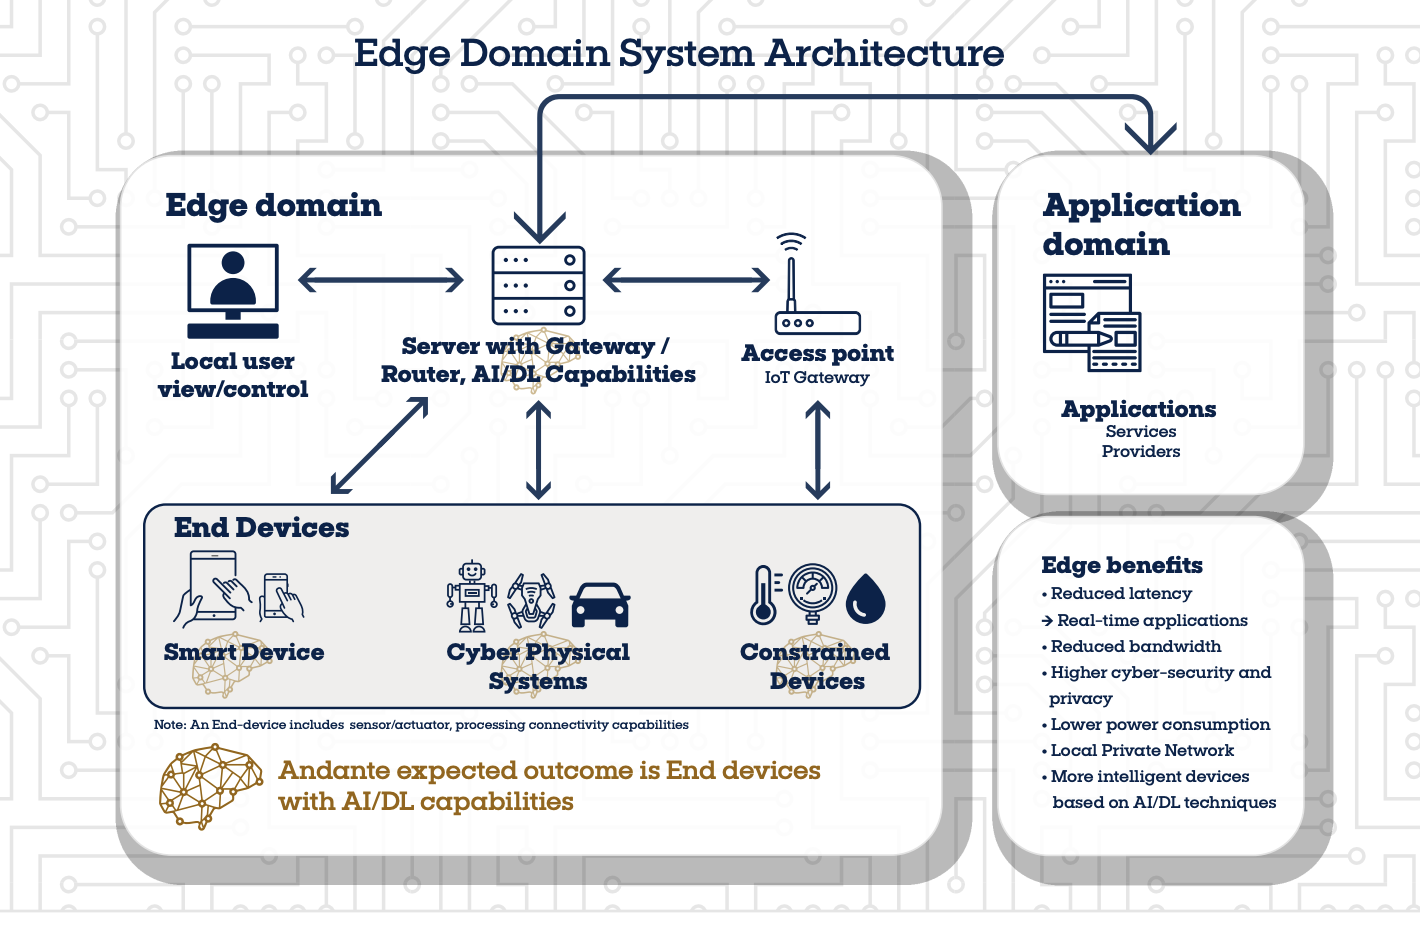 Edge Domain System Architecture
Edge domain
Local user
view/control
Server with Gateway /
Router, AI/DL Capabilities
Access point
IoT Gateway
End Devices
Smart Device
Cyber Physical
Systems
Constrained
Devices
Note: An End-device includes sensor/actuator, processing connectivity capabilities
Andante expected outcome is End devices
with AI/DL capabilities
Application
domain
Applications
Services
Providers
Edge benefits
• Reduced latency
→ Real-time applications
• Reduced bandwidth
• Higher cyber-security and
privacy
• Lower power consumption
• Local Private Network
• More intelligent devices
based on AI/DL techniques